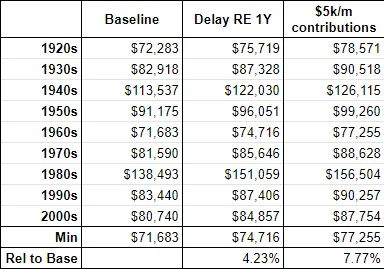 Baseline Delay RE 1Y $5k/m contributions
1920s $72,283 $75,719 $78,571
1930s $82,918 $87,328 $90,518
1940s $113,537 $122,030 $126,115
1950s $91,175 $96,051 $99,260
1960s $71,683 $74,716 $77,255
1970s $81,590 $85,646 $88,628
1980s $138,493 $151,059 $156,504
1990s $83,440 $87,406 $90,257
2000s $80,740 $84,857 $87,754
Min $71,683 $74,716 $77,255
Rel to Base 4.23% 7.77%